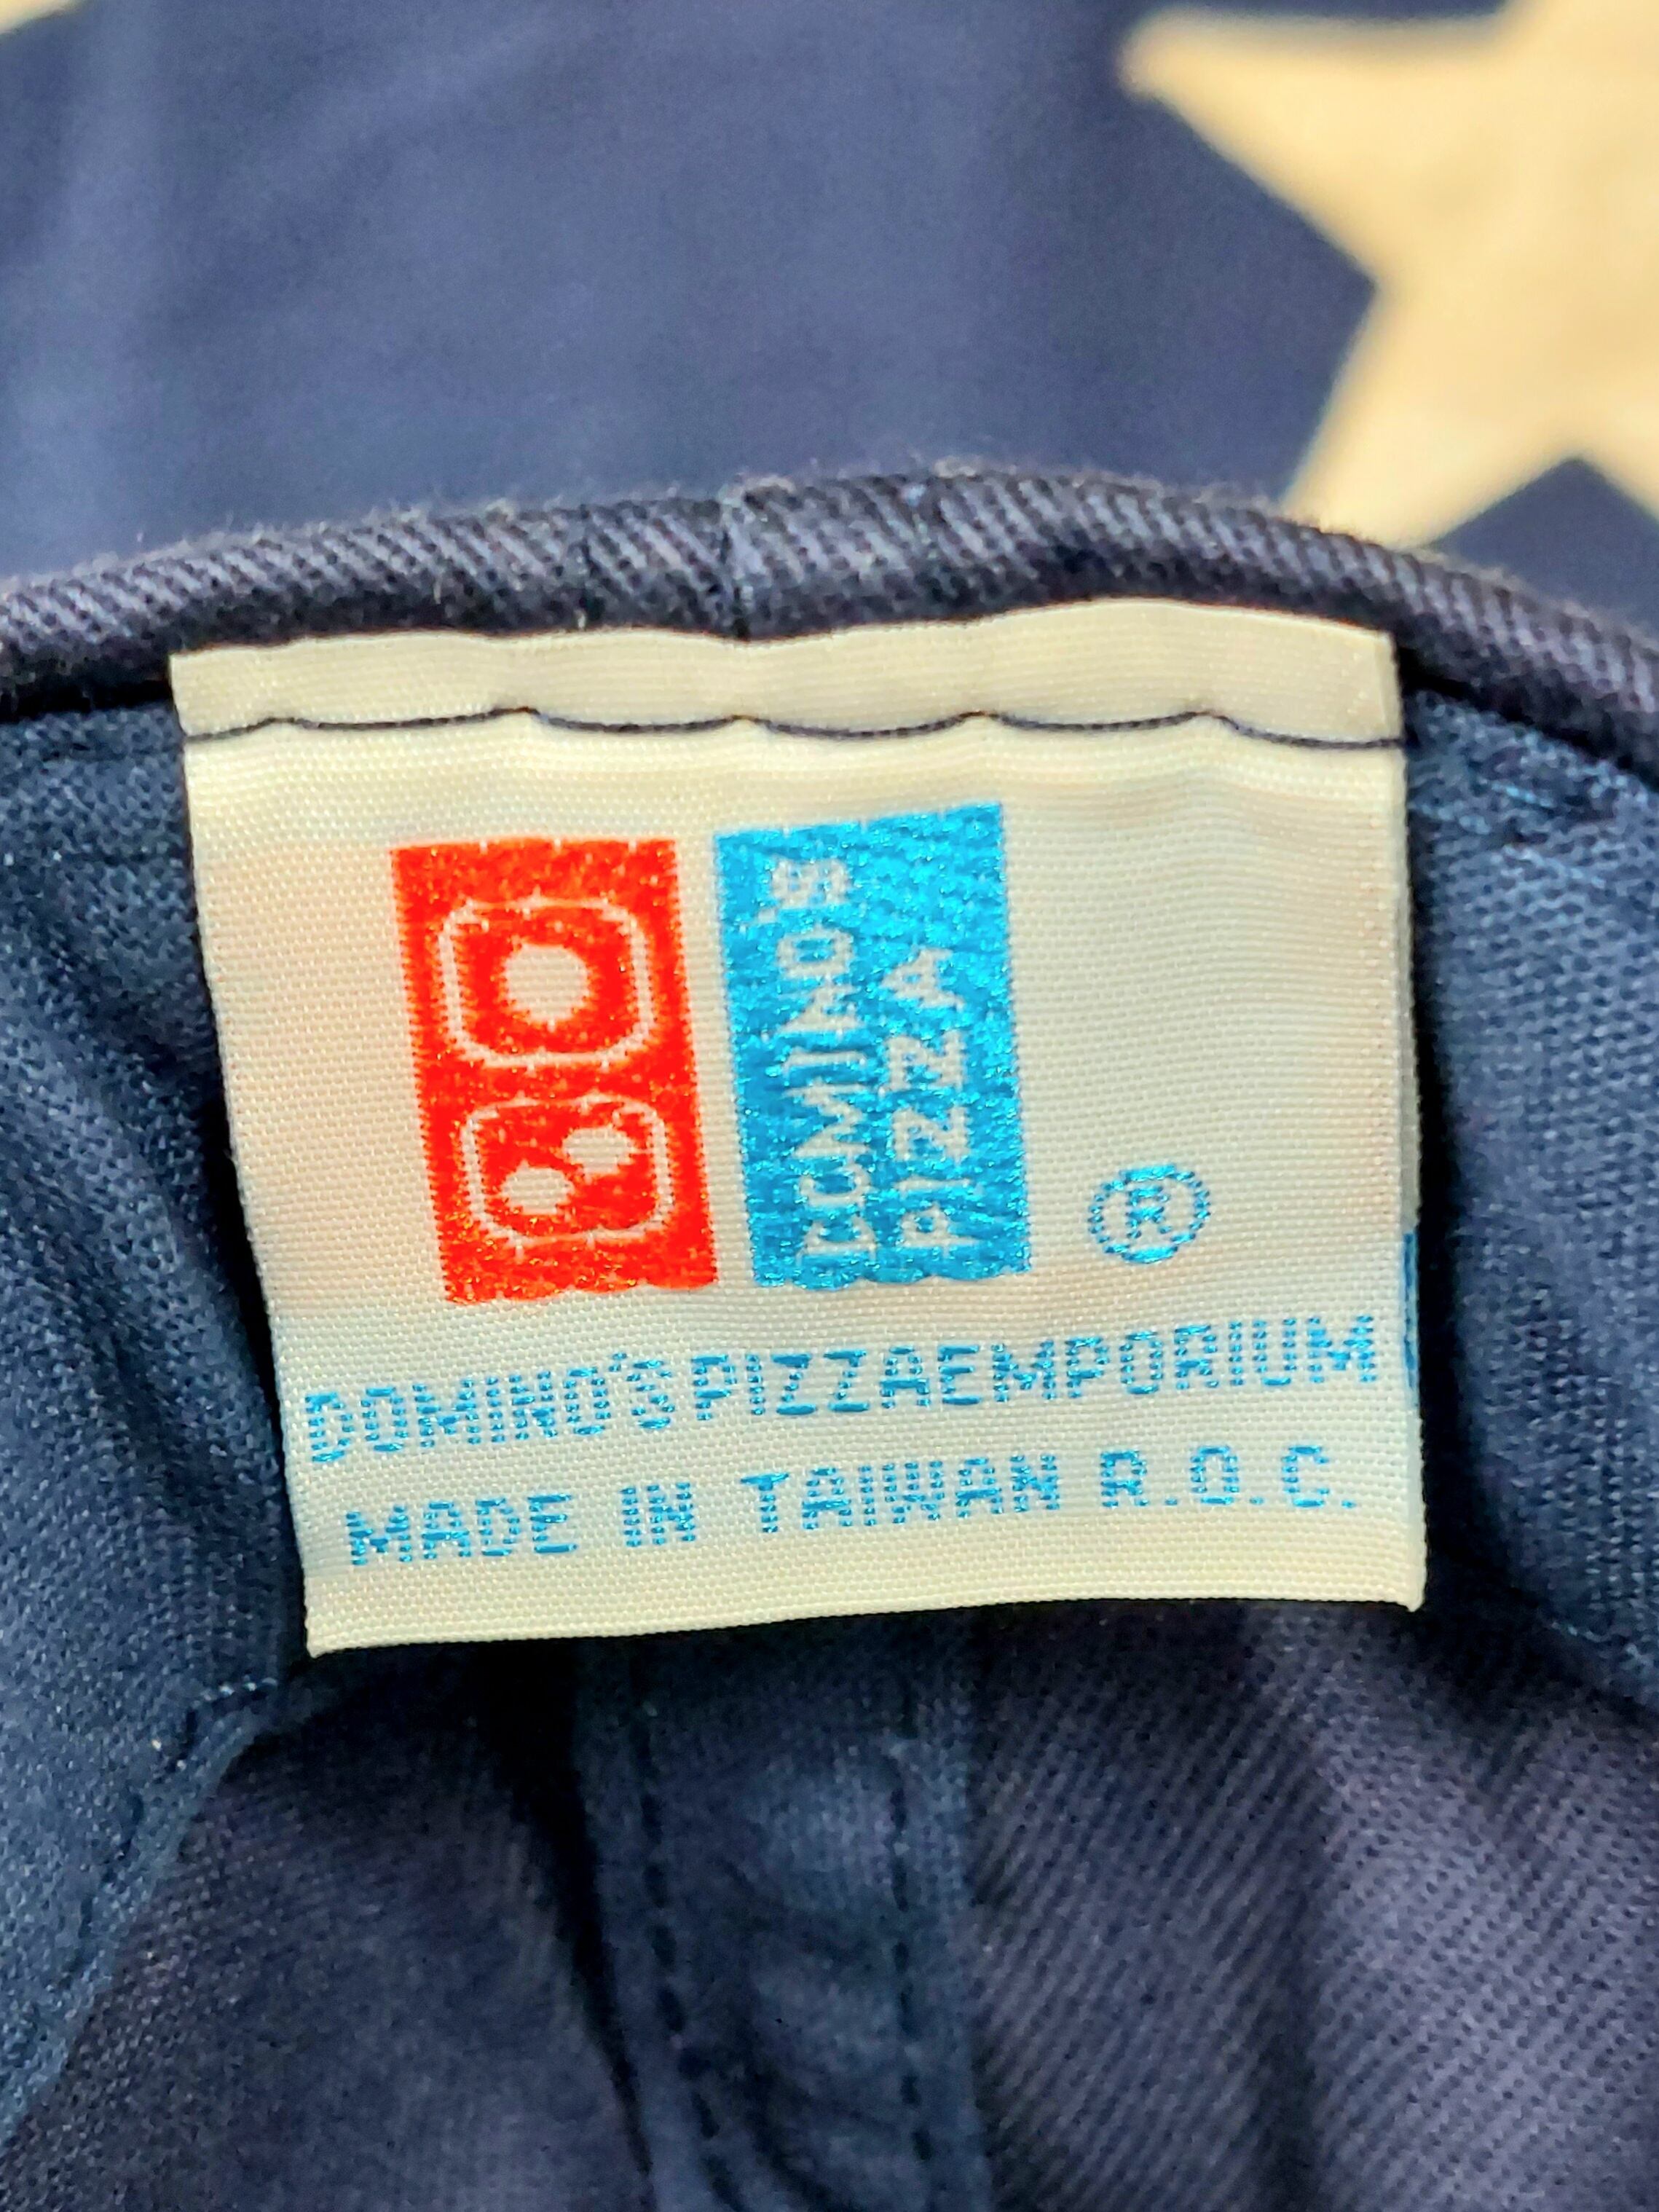 DOMINO'S
PIZZA
®
DOMINO'S PIZZA EMPORIUM
MADE IN TAIWAN R.O.C.